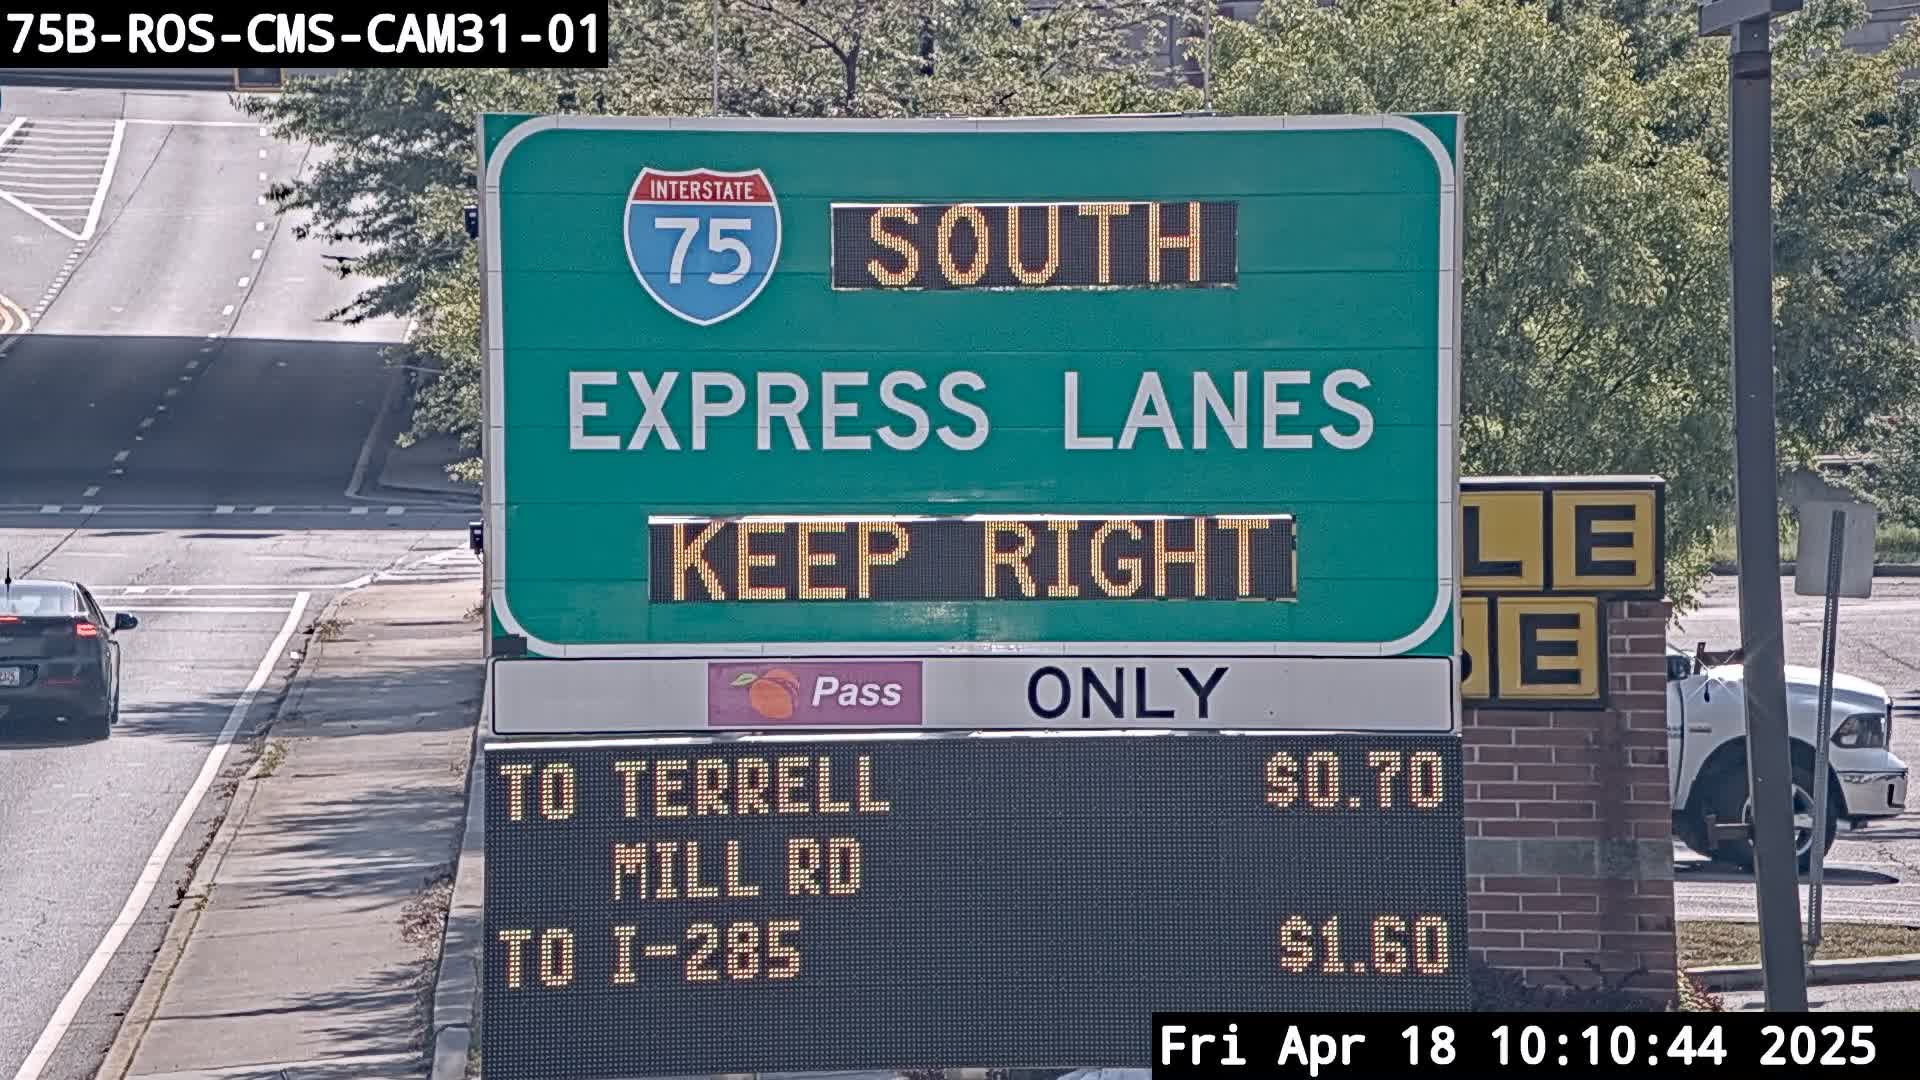 75B-ROS-CMS-CAM31-01
INTERSTATE
75
SOUTH
EXPRESS LANES
KEEP RIGHT
Pass ONLY
TO TERRELL $0.70
MILL RD
TO I-285 $1.60
LE
E
Fri Apr 18 10:10:44 2025